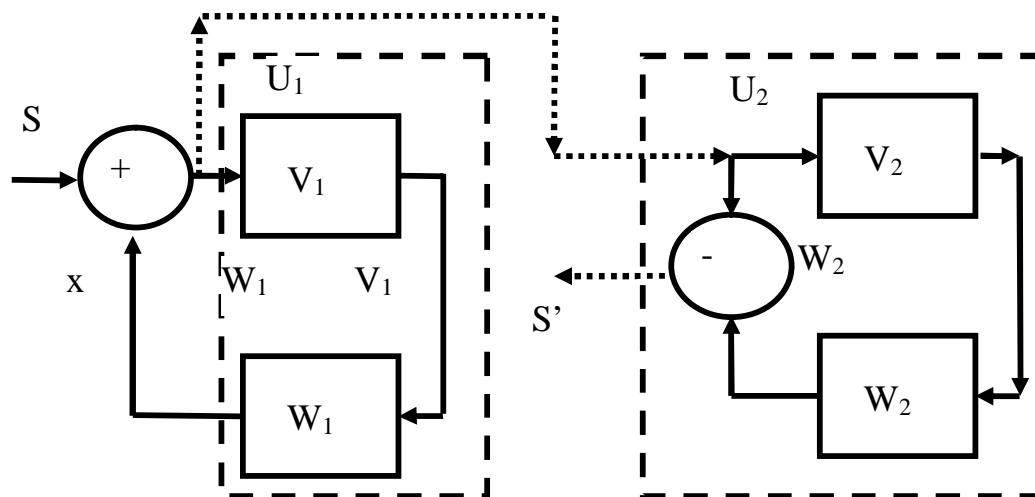 U₁
U₂
S
+
V₁
V₂
x
W₁
V₁
-
W₂
S’
W₁
W₂